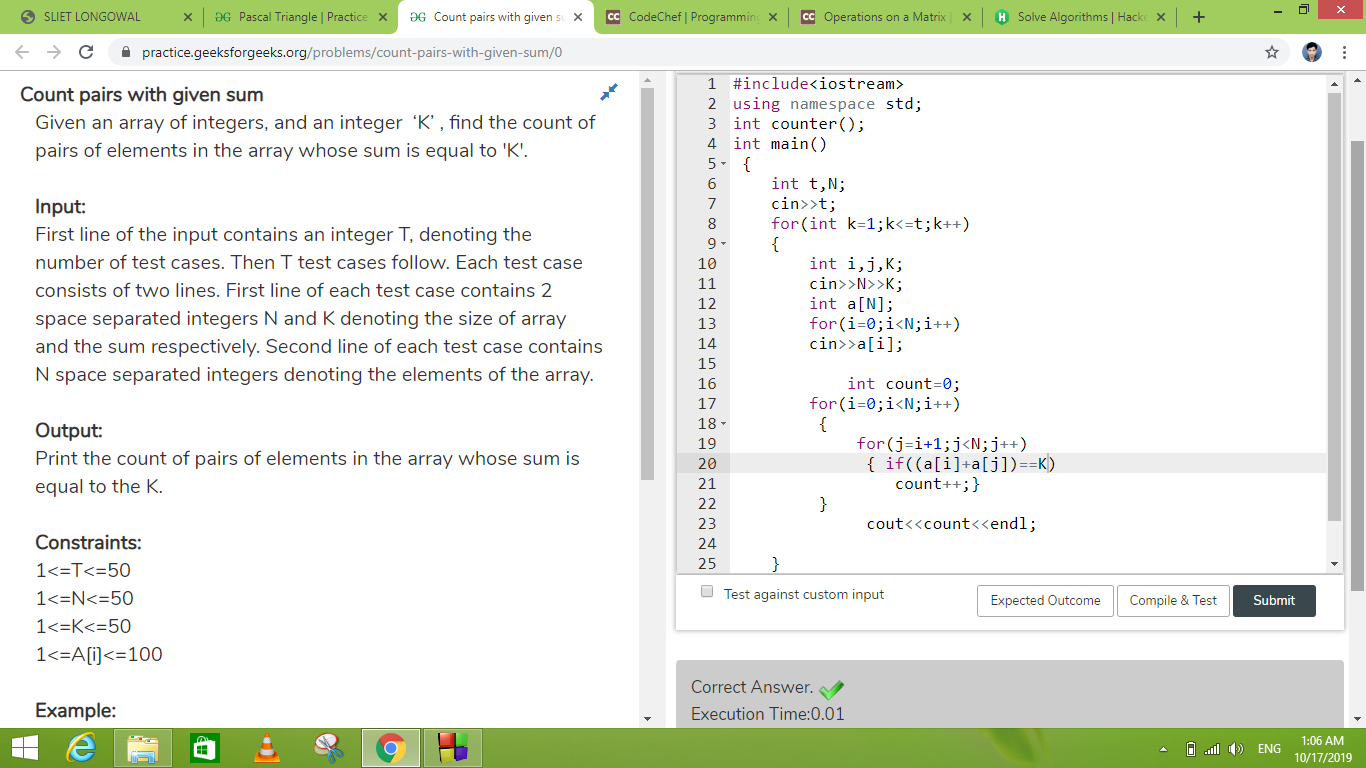 SLIET LONGOWAL
Pascal Triangle | Practice
Count pairs with given su
CodeChef | Programming
Operations on a Matrix |
Solve Algorithms | Hacke
practice.geeksforgeeks.org/problems/count-pairs-with-given-sum/0
Count pairs with given sum
Given an array of integers, and an integer ‘K’ , find the count of
pairs of elements in the array whose sum is equal to 'K'.
Input:
First line of the input contains an integer T, denoting the
number of test cases. Then T test cases follow. Each test case
consists of two lines. First line of each test case contains 2
space separated integers N and K denoting the size of array
and the sum respectively. Second line of each test case contains
N space separated integers denoting the elements of the array.
Output:
Print the count of pairs of elements in the array whose sum is
equal to the K.
Constraints:
1<=T<=50
1<=N<=50
1<=K<=50
1<=A[i]<=100
Example:
1 #include<iostream>
2 using namespace std;
3 int counter();
4 int main()
5 {
6 int t,N;
7 cin>>t;
8 for(int k=1;k<=t;k++)
9 {
10 int i,j,K;
11 cin>>N>>K;
12 int a[N];
13 for(i=0;i<N;i++)
14 cin>>a[i];
15
16 int count=0;
17 for(i=0;i<N;i++)
18 {
19 for(j=i+1;j<N;j++)
20 { if((a[i]+a[j])==K)
21 count++;}
22 }
23 cout<<count<<endl;
24
25 }
Test against custom input
Expected Outcome
Compile & Test
Submit
Correct Answer.
Execution Time:0.01
ENG
1:06 AM
10/17/2019